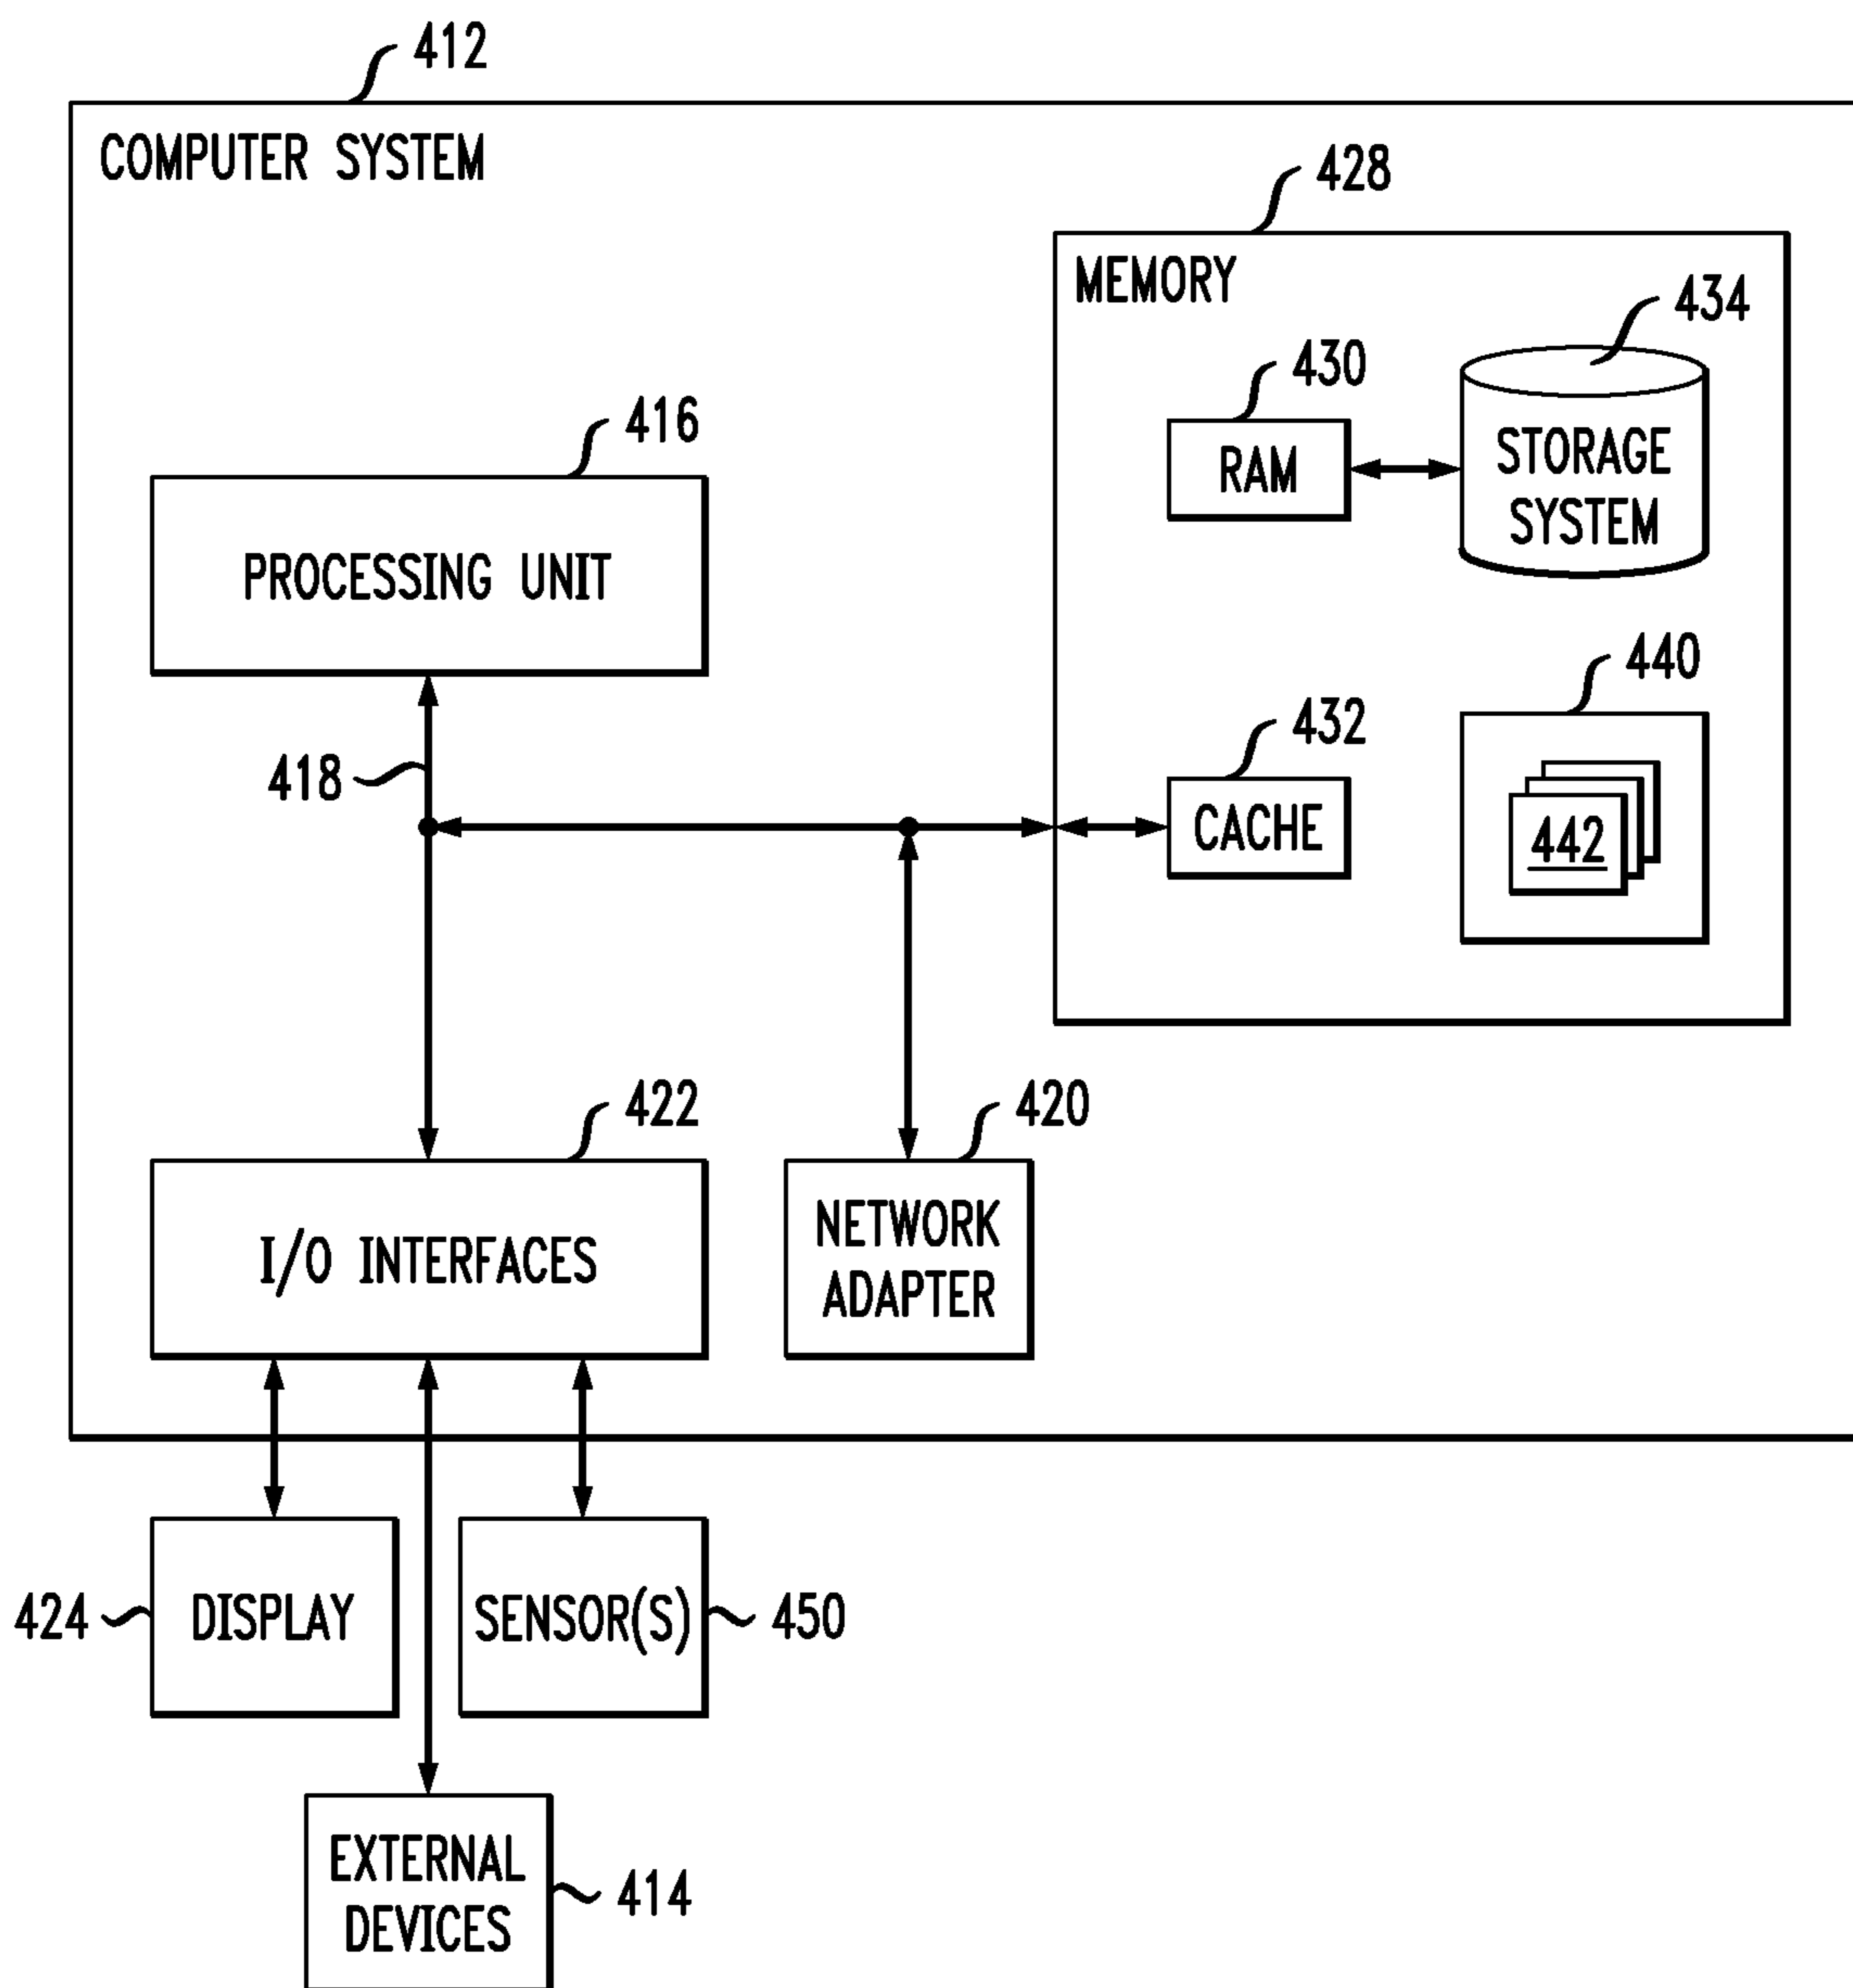 412
COMPUTER SYSTEM
428
MEMORY
434
430
RAM
STORAGE
SYSTEM
416
PROCESSING UNIT
440
432
418
CACHE
442
422
420
I/O INTERFACES
NETWORK
ADAPTER
424
DISPLAY
SENSOR(S)
450
EXTERNAL
DEVICES
414